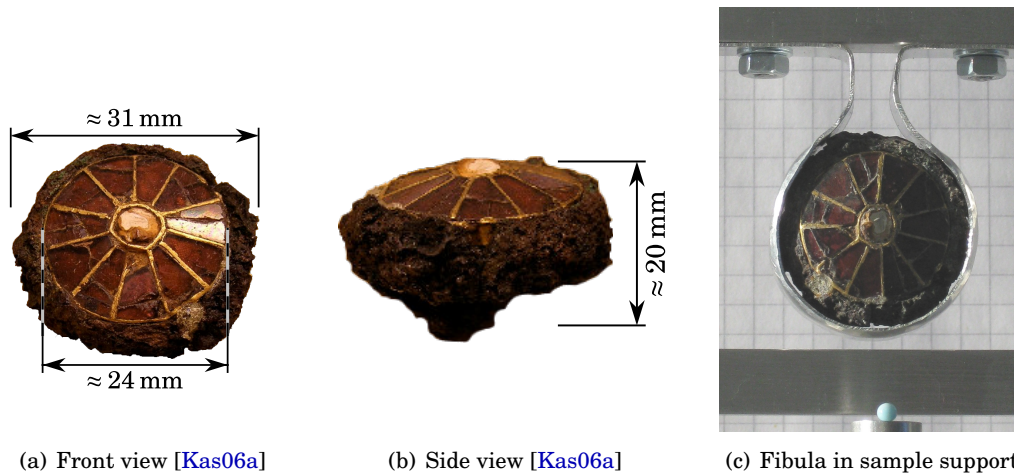 ≈ 31 mm
≈ 24 mm
≈ 20 mm
(a) Front view [Kas06a]
(b) Side view [Kas06a]
(c) Fibula in sample support